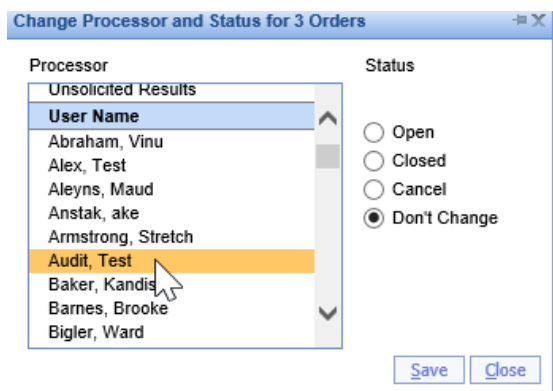 Change Processor and Status for 3 Orders
Processor
Unsolicited Results
User Name
Abraham, Vinu
Alex, Test
Aleyns, Maud
Anstak, ake
Armstrong, Stretch
Audit, Test
Baker, Kandis
Barnes, Brooke
Bigler, Ward
Status
Open
Closed
Cancel
Don't Change
Save
Close